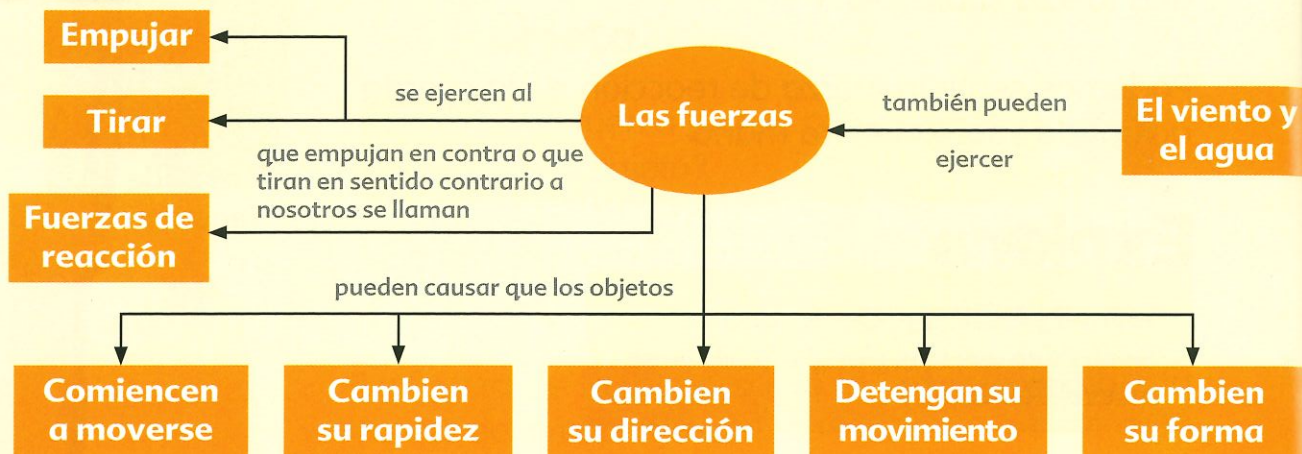 Empujar
se ejercen al
Tirar
Las fuerzas
también pueden
ejercer
El viento y
el agua
que empujan en contra o que
tiran en sentido contrario a
nosotros se llaman
Fuerzas de
reacción
pueden causar que los objetos
Comiencen
a moverse
Cambien
su rapidez
Cambien
su dirección
Detengan su
movimiento
Cambien
su forma